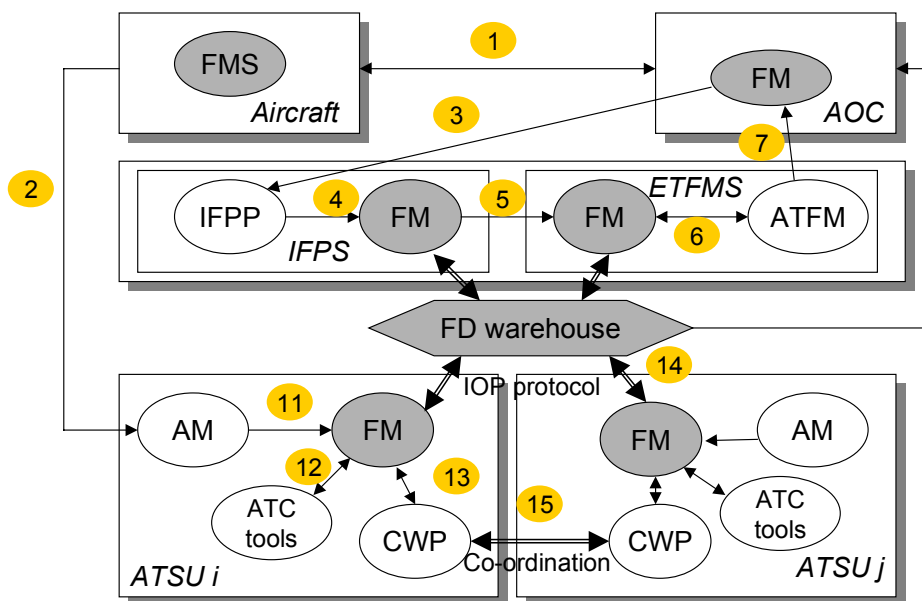 1
FMS
FM
Aircraft
3
AOC
7
2
ETFMS
4
5
IFPP
FM
FM
ATFM
6
IFPS
FD warehouse
14
IOP protocol
11
AM
FM
FM
AM
12
13
15
ATC
tools
ATC
tools
CWP
CWP
Co-ordination
ATSU i
ATSU j